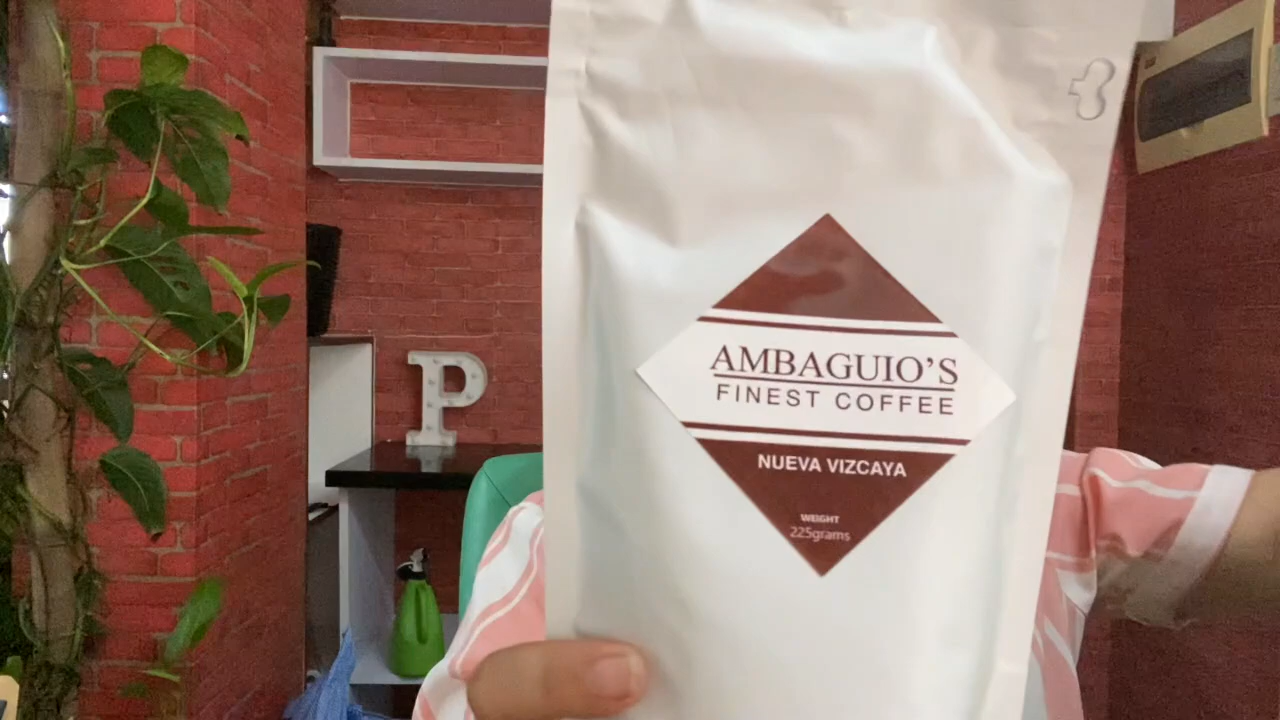 P
AMBAGUIO'S
FINEST COFFEE
NUEVA VIZCAYA
WEIGHT
225grams